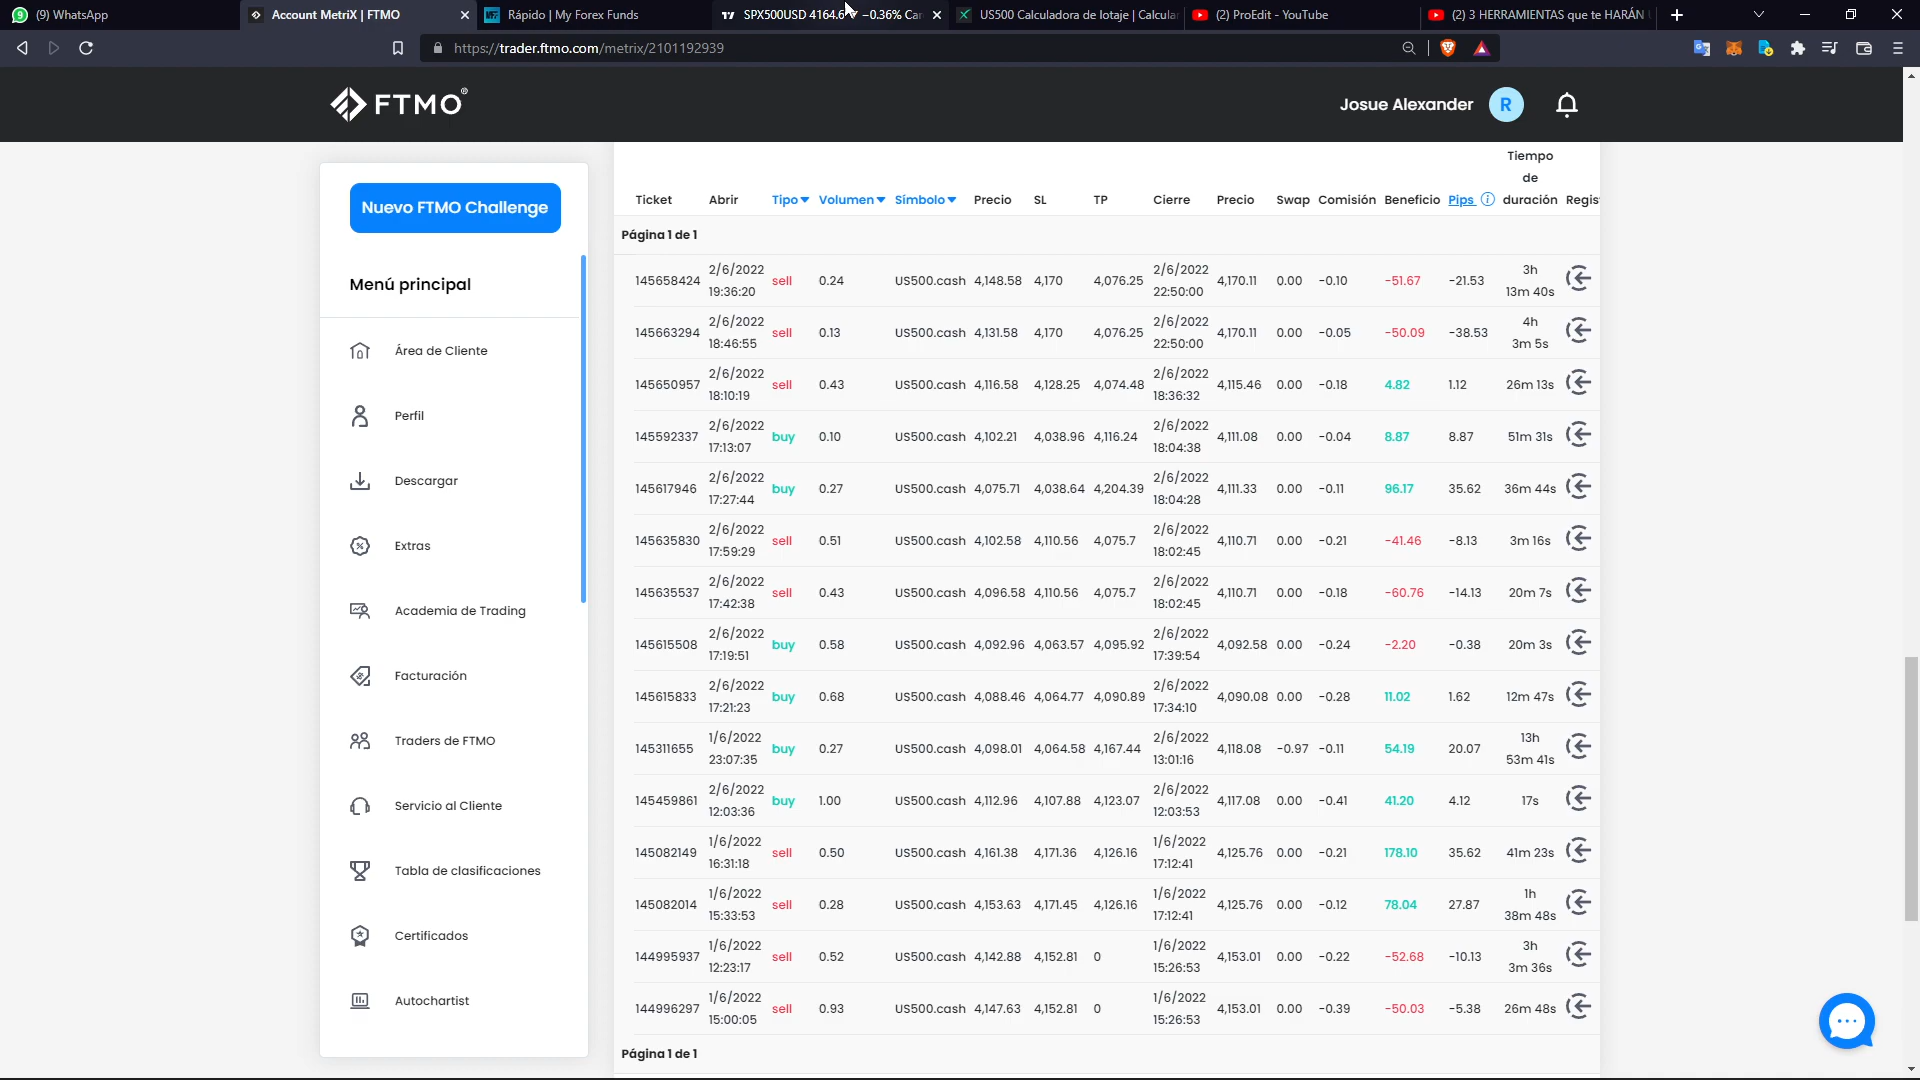 (9) WhatsApp
Account MetriX | FTMO
Rápido | My Forex Funds
SPX500USD 4164.6 −0.36% Car
US500 Calculadora de lotaje | Calcula
(2) ProEdit - YouTube
(2) 3 HERRAMIENTAS que te HARÁN
https://trader.ftmo.com/metrix/2101192939
FTMO®
Josue Alexander R
Nuevo FTMO Challenge
Menú principal
Área de Cliente
Perfil
Descargar
Extras
Academia de Trading
Facturación
Traders de FTMO
Servicio al Cliente
Tabla de clasificaciones
Certificados
Autochartist
Ticket Abrir Tipo Volumen Símbolo Precio SL TP Cierre Precio Swap Comisión Beneficio Pips Tiempo de duración Regis
Página 1 de 1
145658424 2/6/2022 19:36:20 sell 0.24 US500.cash 4,148.58 4,170 4,076.25 2/6/2022 22:50:00 4,170.11 0.00 -0.10 -51.67 -21.53 3h 13m 40s
145663294 2/6/2022 18:46:55 sell 0.13 US500.cash 4,131.58 4,170 4,076.25 2/6/2022 22:50:00 4,170.11 0.00 -0.05 -50.09 -38.53 4h 3m 5s
145650957 2/6/2022 18:10:19 sell 0.43 US500.cash 4,116.58 4,128.25 4,074.48 2/6/2022 18:36:32 4,115.46 0.00 -0.18 4.82 1.12 26m 13s
145592337 2/6/2022 17:13:07 buy 0.10 US500.cash 4,102.21 4,038.96 4,116.24 2/6/2022 18:04:38 4,111.08 0.00 -0.04 8.87 8.87 51m 31s
145617946 2/6/2022 17:27:44 buy 0.27 US500.cash 4,075.71 4,038.64 4,204.39 2/6/2022 18:04:28 4,111.33 0.00 -0.11 96.17 35.62 36m 44s
145635830 2/6/2022 17:59:29 sell 0.51 US500.cash 4,102.58 4,110.56 4,075.7 2/6/2022 18:02:45 4,110.71 0.00 -0.21 -41.46 -8.13 3m 16s
145635537 2/6/2022 17:42:38 sell 0.43 US500.cash 4,096.58 4,110.56 4,075.7 2/6/2022 18:02:45 4,110.71 0.00 -0.18 -60.76 -14.13 20m 7s
145615508 2/6/2022 17:19:51 buy 0.58 US500.cash 4,092.96 4,063.57 4,095.92 2/6/2022 17:39:54 4,092.58 0.00 -0.24 -2.20 -0.38 20m 3s
145615833 2/6/2022 17:21:23 buy 0.68 US500.cash 4,088.46 4,064.77 4,090.89 2/6/2022 17:34:10 4,090.08 0.00 -0.28 11.02 1.62 12m 47s
145311655 1/6/2022 23:07:35 buy 0.27 US500.cash 4,098.01 4,064.58 4,167.44 2/6/2022 13:01:16 4,118.08 -0.97 -0.11 54.19 20.07 13h 53m 41s
145459861 2/6/2022 12:03:36 buy 1.00 US500.cash 4,112.96 4,107.88 4,123.07 2/6/2022 12:03:53 4,117.08 0.00 -0.41 41.20 4.12 17s
145082149 1/6/2022 16:31:18 sell 0.50 US500.cash 4,161.38 4,171.36 4,126.16 1/6/2022 17:12:41 4,125.76 0.00 -0.21 178.10 35.62 41m 23s
145082014 1/6/2022 15:33:53 sell 0.28 US500.cash 4,153.63 4,171.45 4,126.16 1/6/2022 17:12:41 4,125.76 0.00 -0.12 78.04 27.87 1h 38m 48s
144995937 1/6/2022 12:23:17 sell 0.52 US500.cash 4,142.88 4,152.81 0 1/6/2022 15:26:53 4,153.01 0.00 -0.22 -52.68 -10.13 3h 3m 36s
144996297 1/6/2022 15:00:05 sell 0.93 US500.cash 4,147.63 4,152.81 0 1/6/2022 15:26:53 4,153.01 0.00 -0.39 -50.03 -5.38 26m 48s
Página 1 de 1